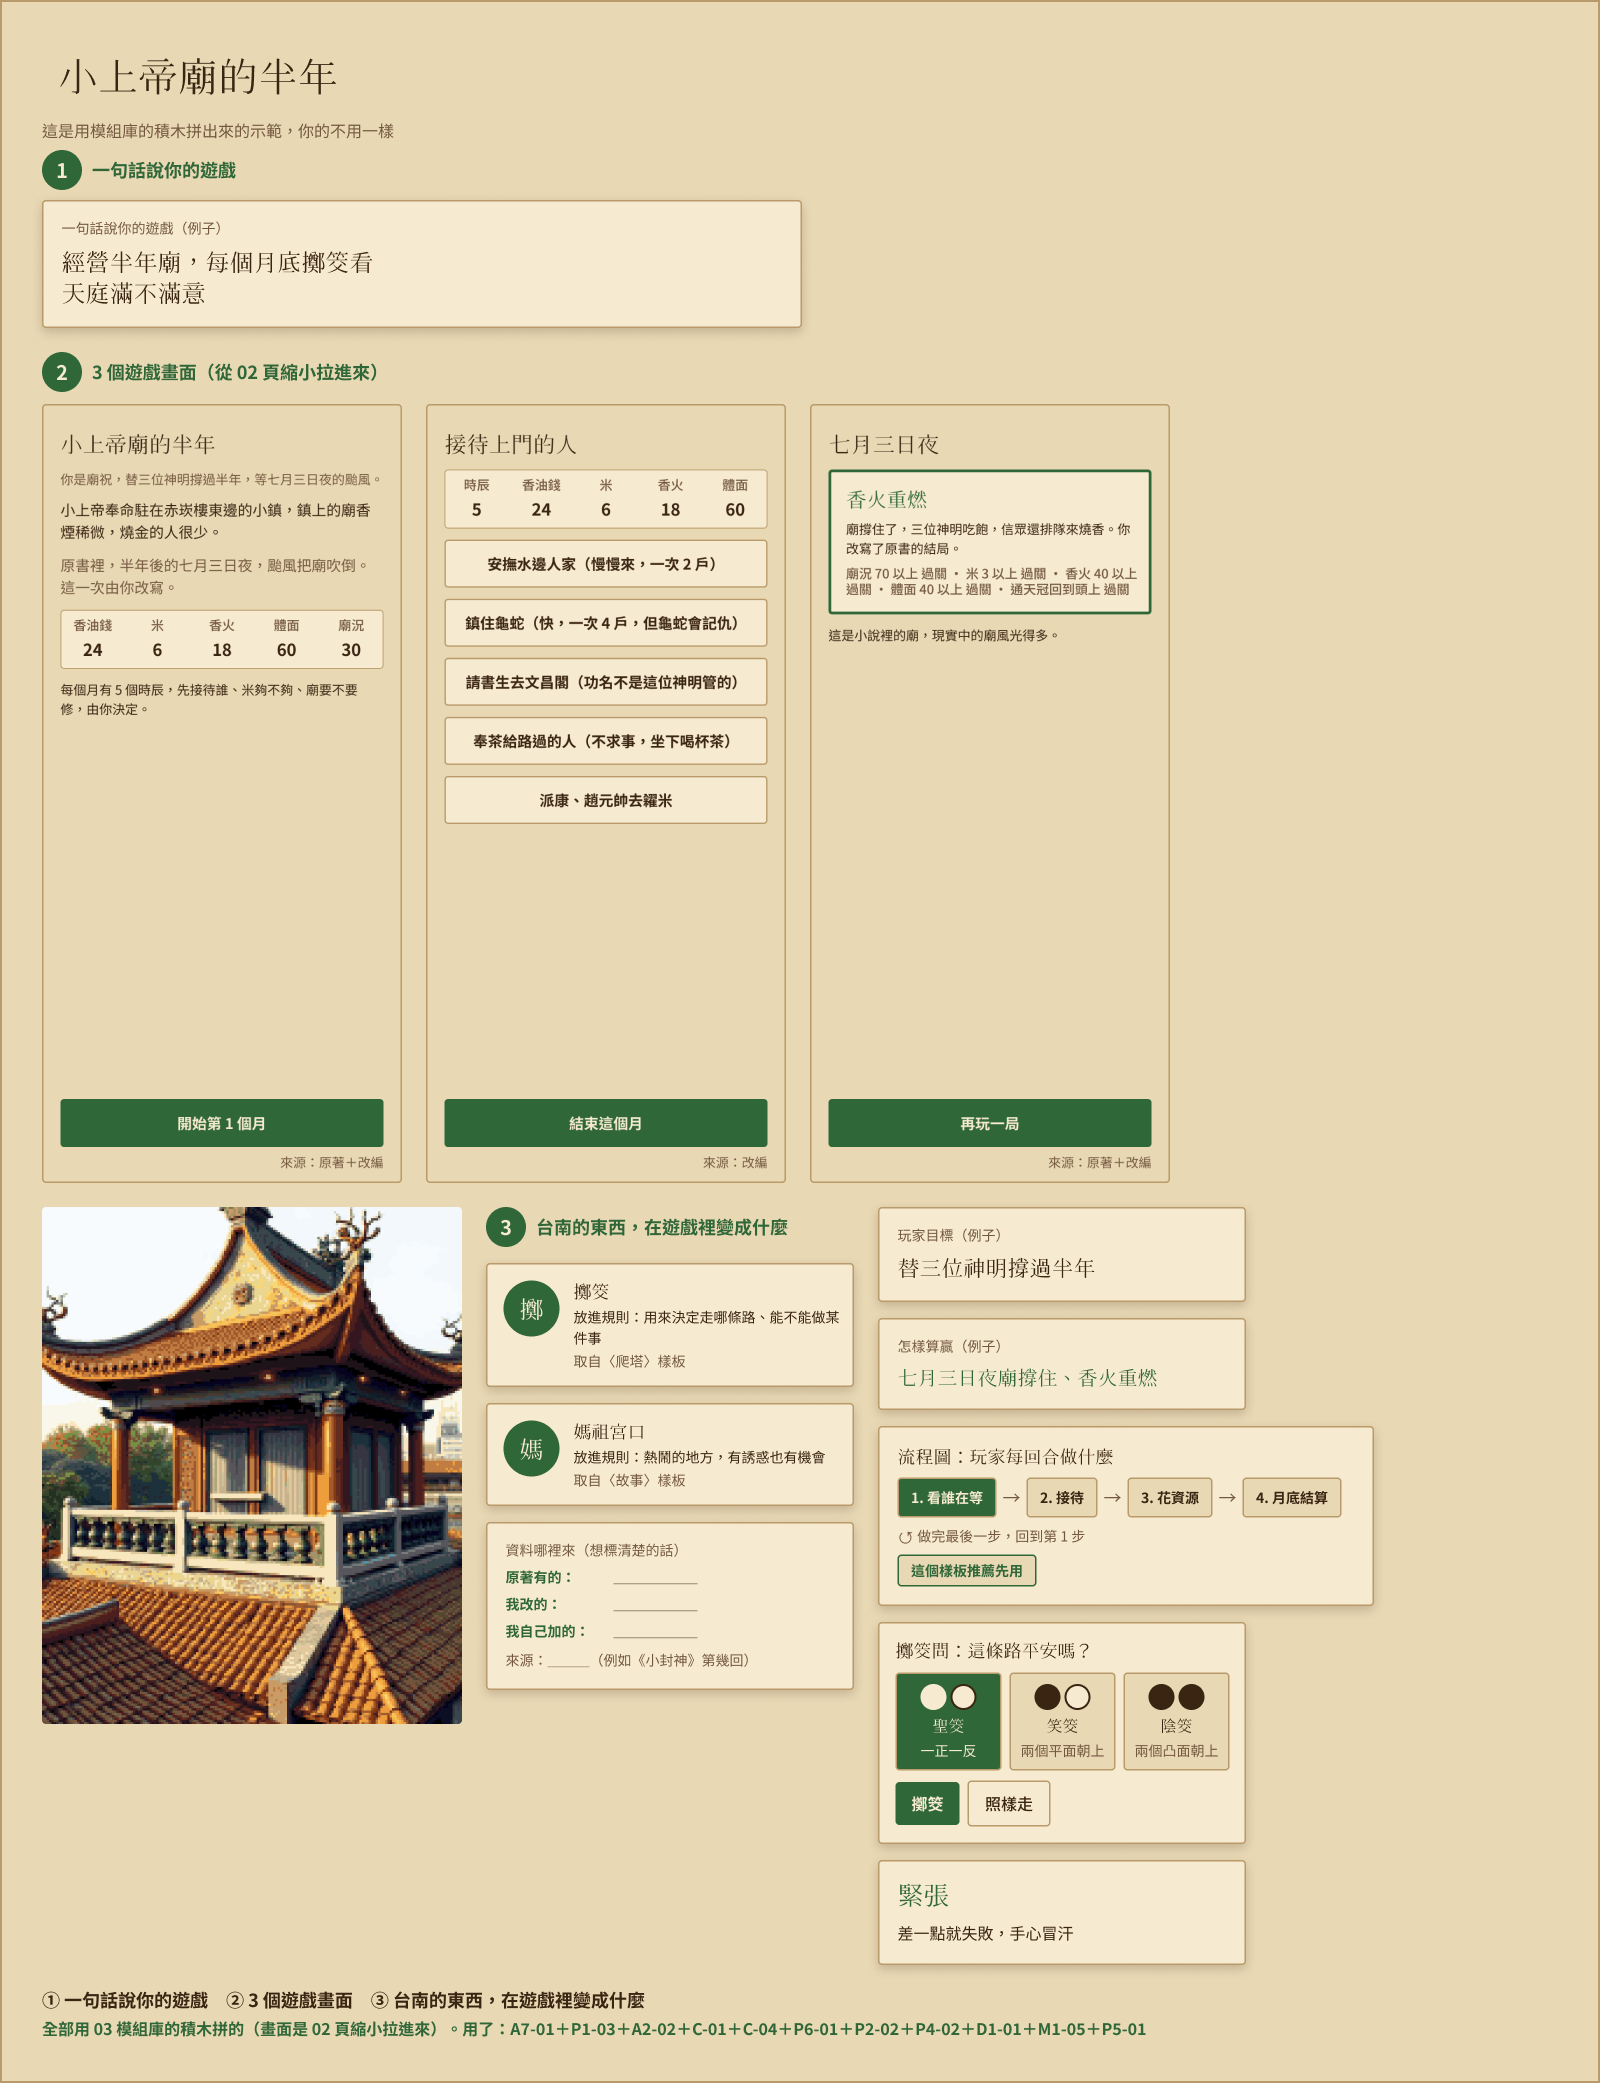 小上帝廟的半年
這是用模組庫的積木拼出來的示範，你的不用一樣
1 一句話說你的遊戲
一句話說你的遊戲（例子）
經營半年廟，每個月底擲筊看
天庭滿不滿意
2 3 個遊戲畫面（從 02 頁縮小拉進來）
小上帝廟的半年
你是廟祝，替三位神明撐過半年，等七月三日夜的颱風。
小上帝奉命駐在赤崁樓東邊的小鎮，鎮上的廟香
煙稀微，燒金的人很少。
原書裡，半年後的七月三日夜，颱風把廟吹倒。
這一次由你改寫。
香油錢 米 香火 體面 廟況
24 6 18 60 30
每個月有 5 個時辰，先接待誰、米夠不夠、廟要不要
修，由你決定。
開始第 1 個月
來源：原著＋改編
接待上門的人
時辰 香油錢 米 香火 體面
5 24 6 18 60
安撫水邊人家（慢慢來，一次 2 戶）
鎮住龜蛇（快，一次 4 戶，但龜蛇會記仇）
請書生去文昌閣（功名不是這位神明管的）
奉茶給路過的人（不求事，坐下喝杯茶）
派康、趙元帥去糴米
結束這個月
來源：改編
七月三日夜
香火重燃
廟撐住了，三位神明吃飽，信眾還排隊來燒香。你
改寫了原書的結局。
廟況 70 以上 過關 · 米 3 以上 過關 · 香火 40 以上
過關 · 體面 40 以上 過關 · 通天冠回到頭上 過關
這是小說裡的廟，現實中的廟風光得多。
再玩一局
來源：原著＋改編
3 台南的東西，在遊戲裡變成什麼
擲
擲筊
放進規則：用來決定走哪條路、能不能做某
件事
取自〈爬塔〉樣板
媽
媽祖宮口
放進規則：熱鬧的地方，有誘惑也有機會
取自〈故事〉樣板
資料哪裡來（想標清楚的話）
原著有的： ____________
我改的： ____________
我自己加的： ____________
來源：______（例如《小封神》第幾回）
玩家目標（例子）
替三位神明撐過半年
怎樣算贏（例子）
七月三日夜廟撐住、香火重燃
流程圖：玩家每回合做什麼
1. 看誰在等 → 2. 接待 → 3. 花資源 → 4. 月底結算
↺ 做完最後一步，回到第 1 步
這個樣板推薦先用
擲筊問：這條路平安嗎？
聖筊 笑筊 陰筊
一正一反 兩個平面朝上 兩個凸面朝上
擲筊 照樣走
緊張
差一點就失敗，手心冒汗
① 一句話說你的遊戲 ② 3 個遊戲畫面 ③ 台南的東西，在遊戲裡變成什麼
全部用 03 模組庫的積木拼的（畫面是 02 頁縮小拉進來）。用了：A7-01＋P1-03＋A2-02＋C-01＋C-04＋P6-01＋P2-02＋P4-02＋D1-01＋M1-05＋P5-01